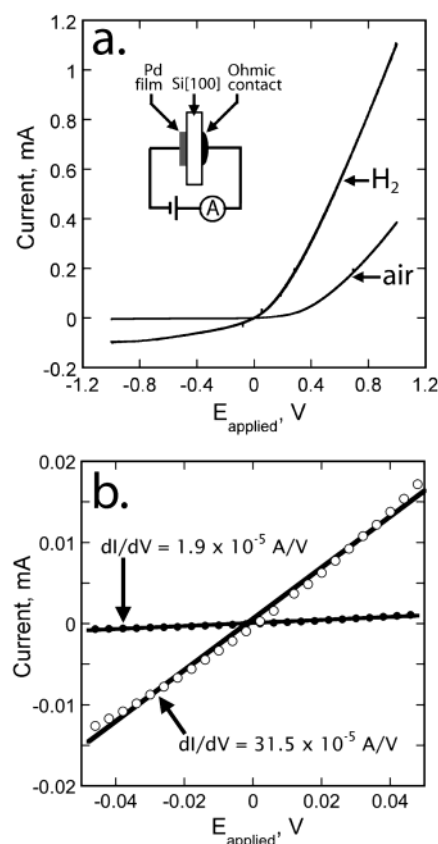 a.
Pd
film
Si[100]
Ohmic
contact
A
H2
air
Current, mA
1.2
1
0.8
0.6
0.4
0.2
0
-0.2
-1.2 -0.8 -0.4 0 0.4 0.8 1.2
E applied, V
b.
dI/dV = 1.9 x 10-5 A/V
dI/dV = 31.5 x 10-5 A/V
Current, mA
0.02
0.01
0
-0.01
-0.02
-0.04 -0.02 0 0.02 0.04
E applied, V